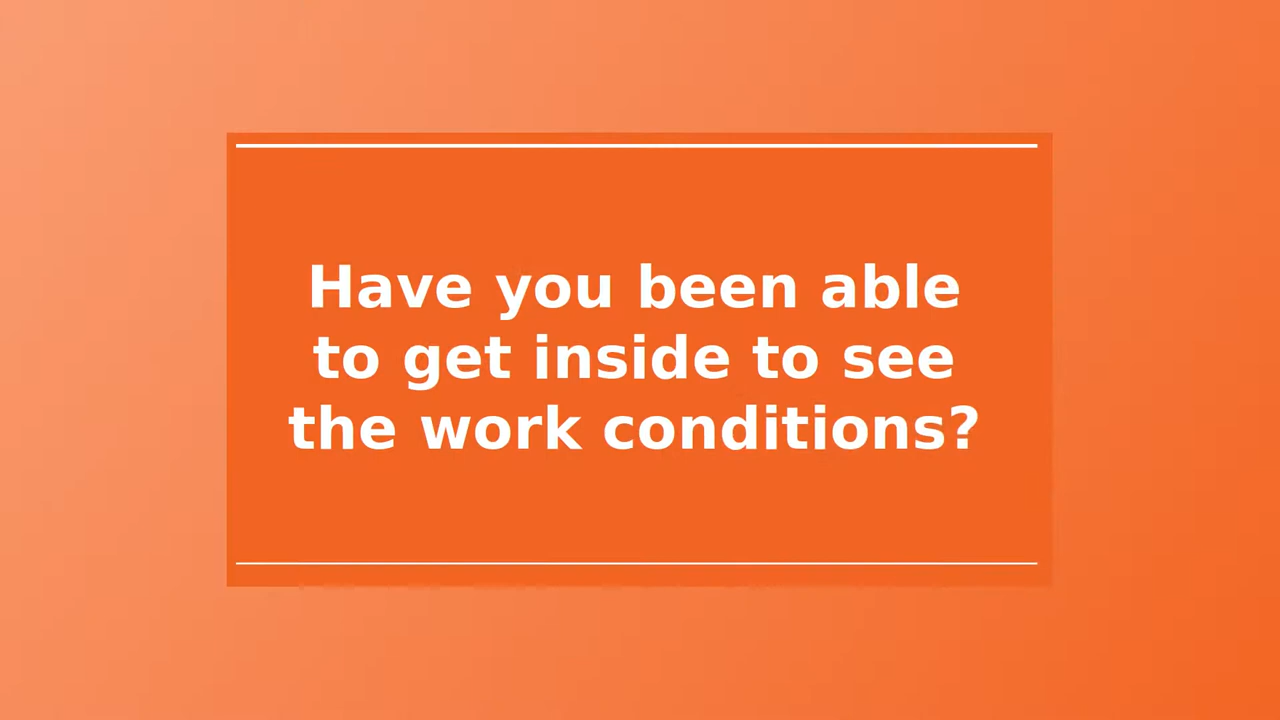 Have you been able
to get inside to see
the work conditions?